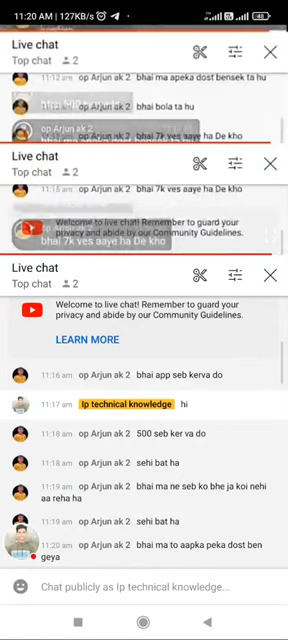 11:20 AM | 127KB/s
48
Live chat
Top chat 2
11:12 am op Arjun ak 2 bhai ma apeka dost bensek ta hu
11:12 am op Arjun ak 2 bhai bola ta hu
op Arjun ak 2 bhai 7k ves aaye ha De kho
Live chat
Top chat 2
11:15 am op Arjun ak 2 bhai 7k ves aaye ha De kho
Welcome to live chat! Remember to guard your
privacy and abide by our Community Guidelines.
bhai 7k ves aaye ha De kho
Live chat
Top chat 2
Welcome to live chat! Remember to guard your
privacy and abide by our Community Guidelines.
LEARN MORE
11:16 am op Arjun ak 2 bhai app seb kerva do
11:17 am Ip technical knowledge hi
11:18 am op Arjun ak 2 500 seb ker va do
11:18 am op Arjun ak 2 sehi bat ha
11:19 am op Arjun ak 2 bhai ma ne seb ko bhe ja koi nehi
aa reha ha
11:19 am op Arjun ak 2 sehi bat ha
11:20 am op Arjun ak 2 bhai ma to aapka peka dost ben
geya
Chat publicly as Ip technical knowledge...